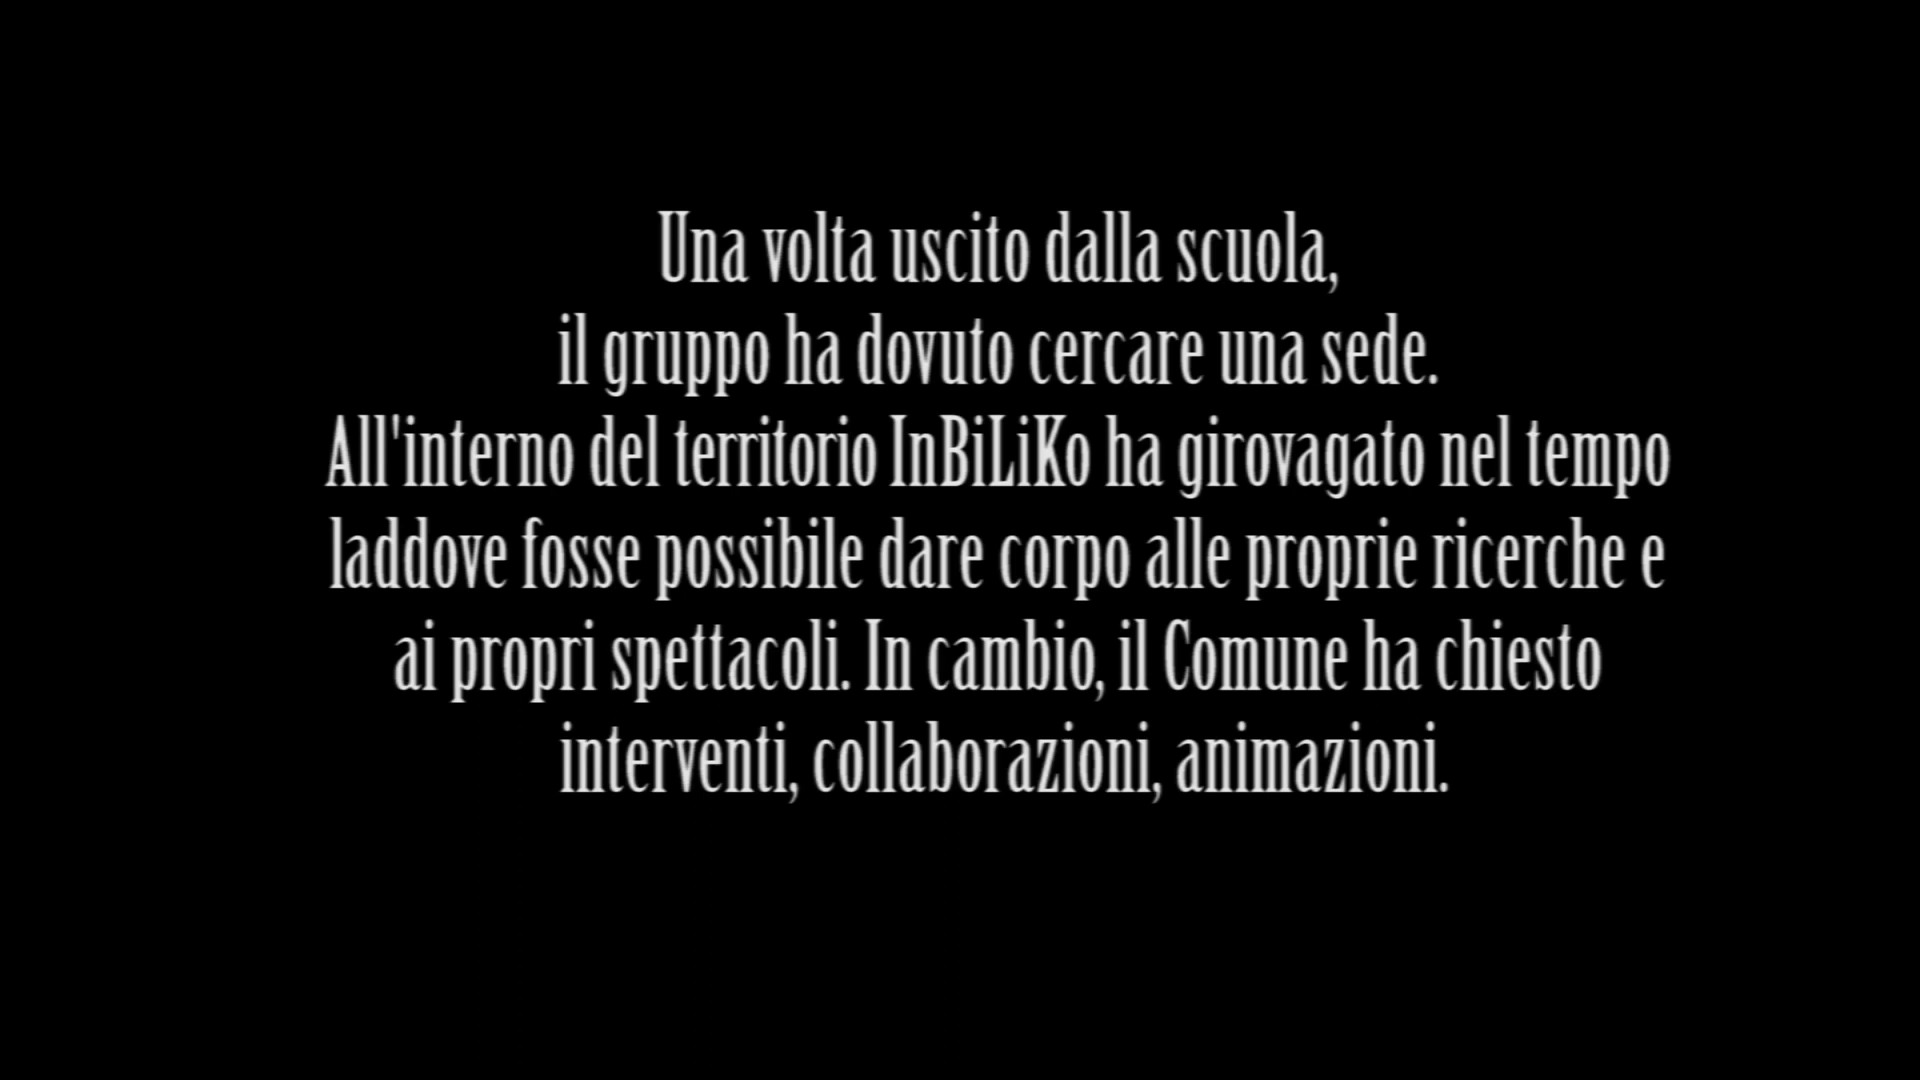 Una volta uscito dalla scuola,
il gruppo ha dovuto cercare una sede.
All'interno del territorio InBiLiKo ha girovagato nel tempo
laddove fosse possibile dare corpo alle proprie ricerche e
ai propri spettacoli. In cambio, il Comune ha chiesto
interventi, collaborazioni, animazioni.